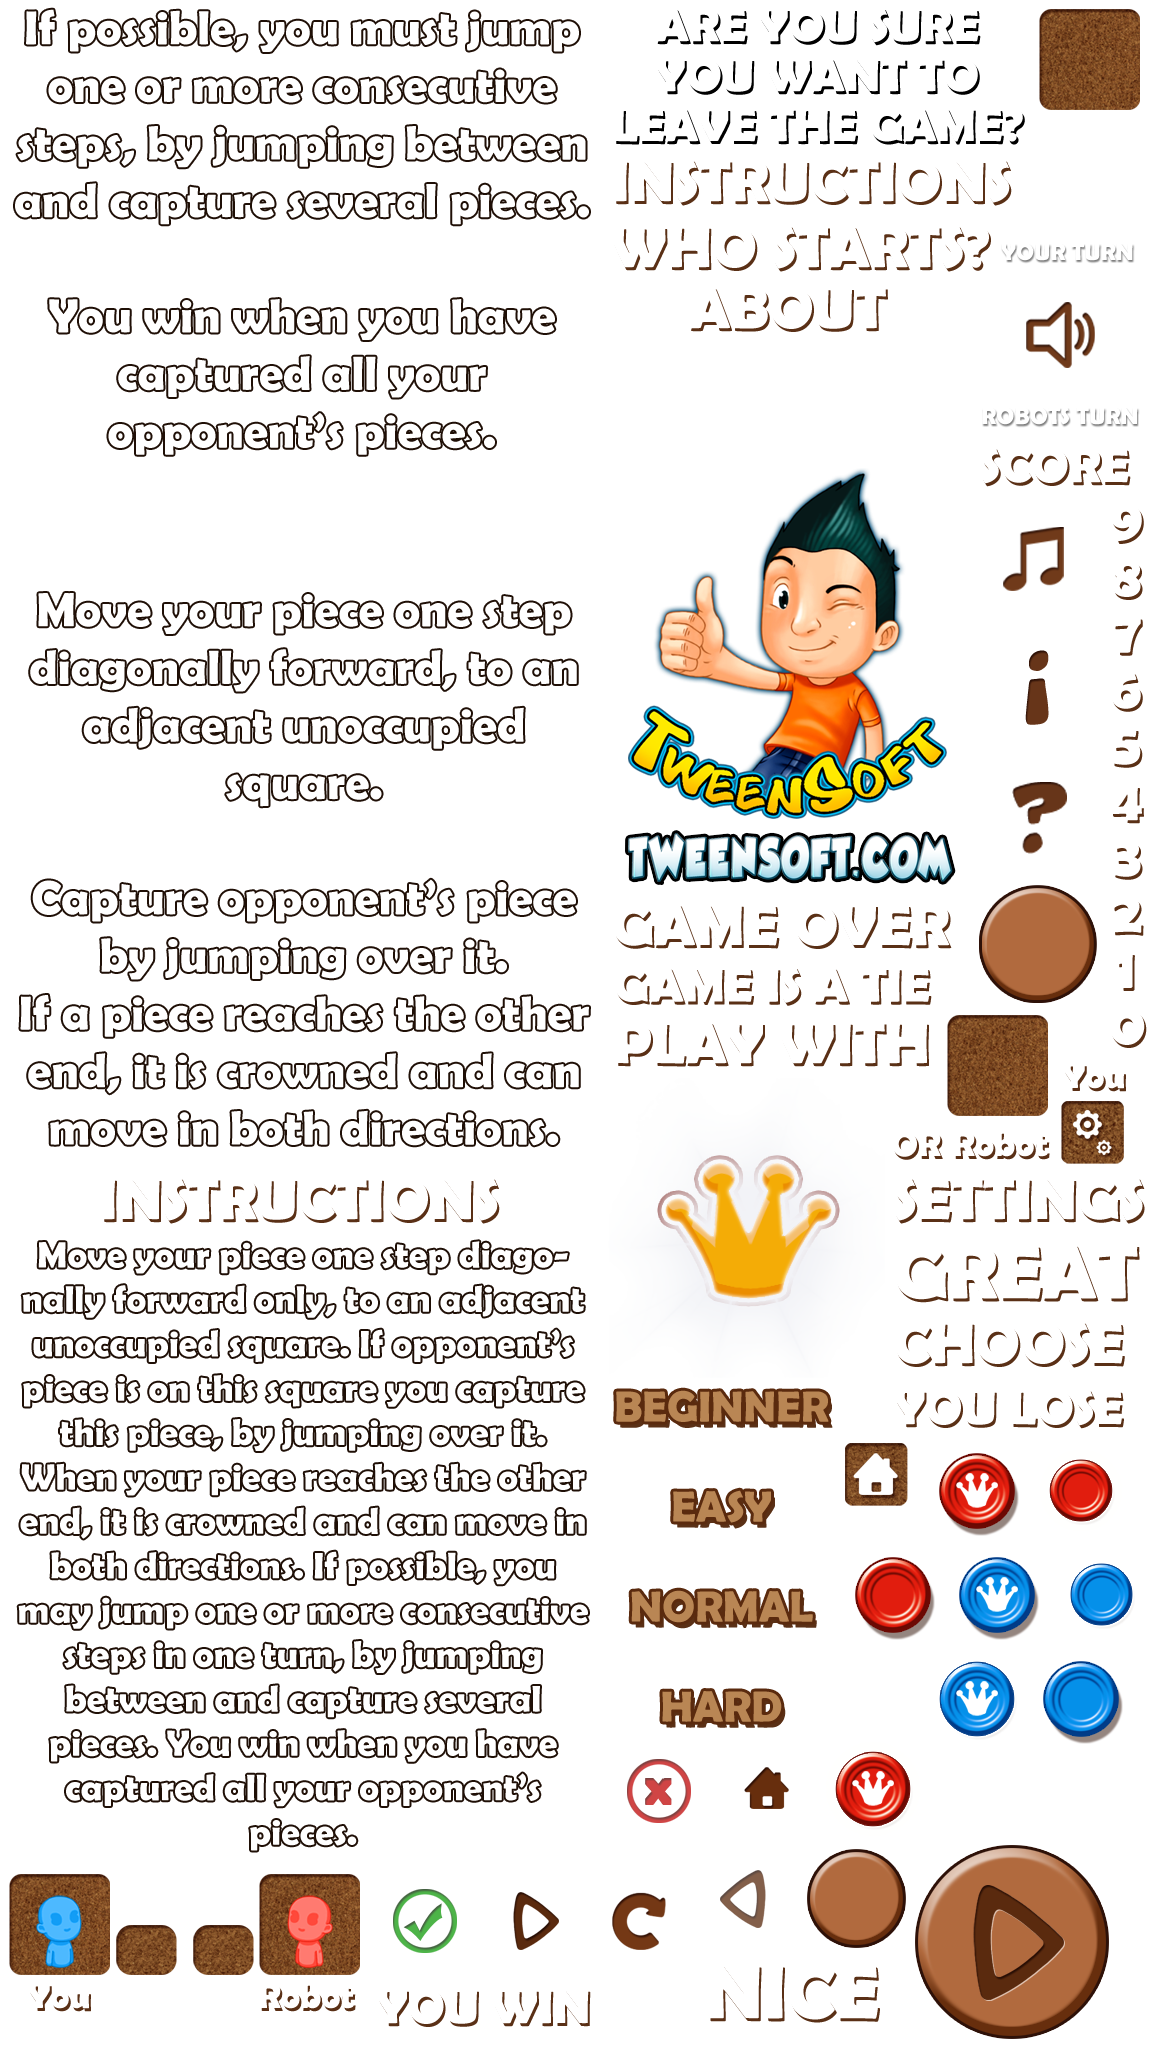 If possible, you must jump
one or more consecutive
steps, by jumping between
and capture several pieces.
You win when you have
captured all your
opponent's pieces.
Move your piece one step
diagonally forward, to an
adjacent unoccupied
square.
Capture opponent's piece
by jumping over it.
If a piece reaches the other
end, it is crowned and can
move in both directions.
INSTRUCTIONS
Move your piece one step diago-
nally forward only, to an adjacent
unoccupied square. If opponent's
piece is on this square you capture
this piece, by jumping over it.
When your piece reaches the other
end, it is crowned and can move in
both directions. If possible, you
may jump one or more consecutive
steps in one turn, by jumping
between and capture several
pieces. You win when you have
captured all your opponent's
pieces.
You
Robot
YOU WIN
ARE YOU SURE
YOU WANT TO
LEAVE THE GAME?
INSTRUCTIONS
WHO STARTS?
YOUR TURN
ABOUT
ROBOTS TURN
SCORE
9
8
7
6
5
4
3
2
1
0
i
?
TWEENSOFT
TWEENSOFT.COM
GAME OVER
GAME IS A TIE
PLAY WITH
You
OR Robot
SETTINGS
GREAT
CHOOSE
YOU LOSE
BEGINNER
EASY
NORMAL
HARD
NICE